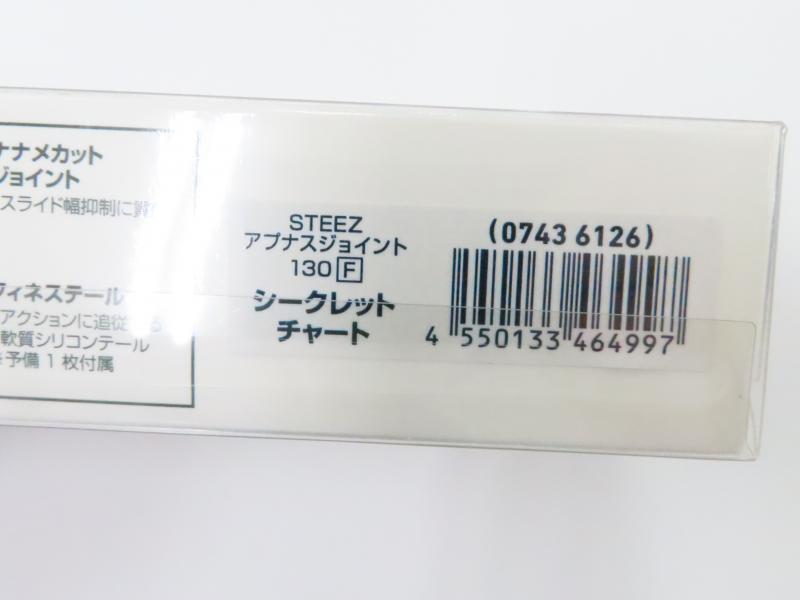 ナナメカット
ジョイント
スライド幅抑制に
フィネステール
アクションに追従する
軟質シリコンテール
※予備1枚付属
STEEZ
アプナスジョイント
130 F
シークレット
チャート
(0743 6126)
4 550133 464997